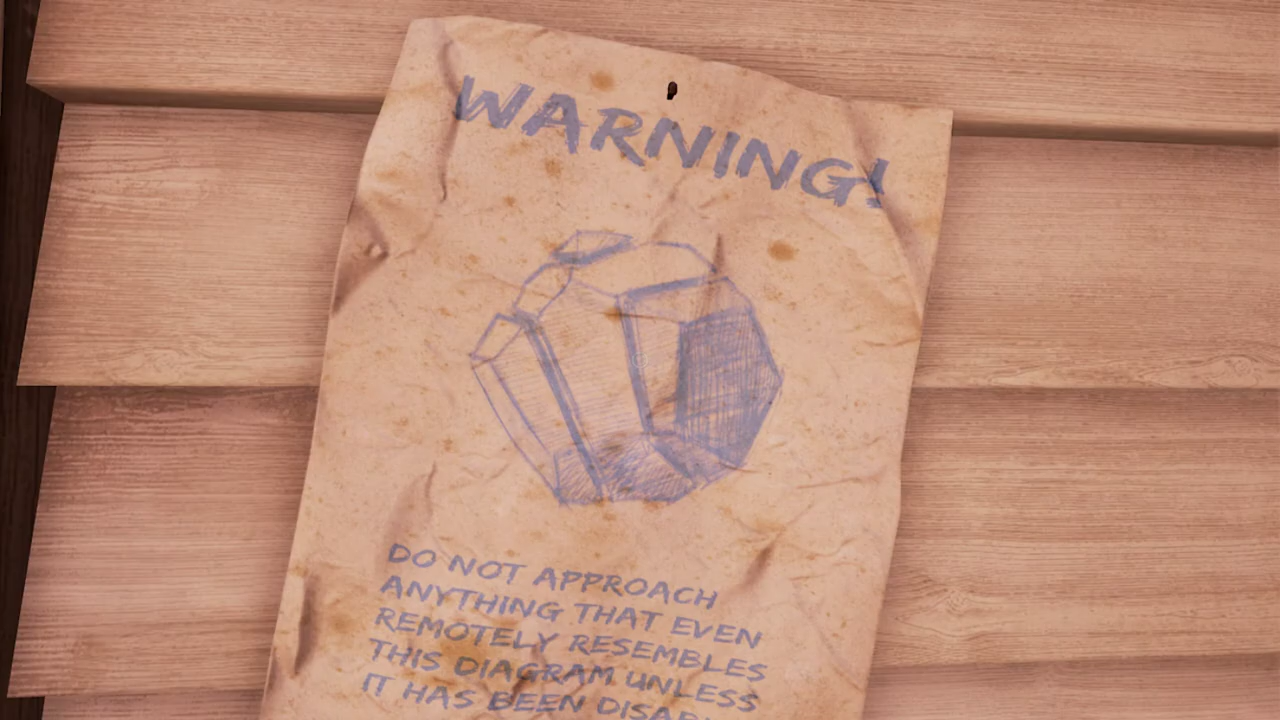 WARNING!
DO NOT APPROACH
ANYTHING THAT EVEN
REMOTELY RESEMBLES
THIS DIAGRAM UNLESS
IT HAS BEEN